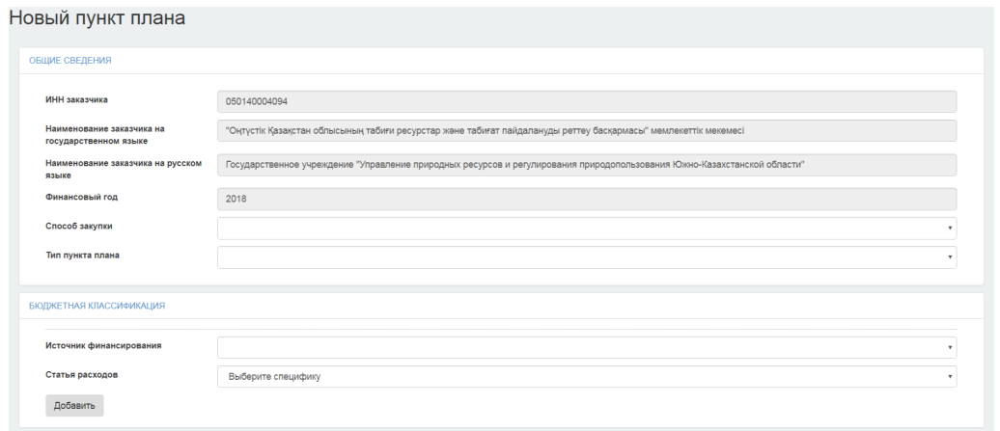 Новый пункт плана
ОБЩИЕ СВЕДЕНИЯ
ИНН заказчика
050140004094
Наименование заказчика на
государственном языке
"Оңтүстік Қазақстан облысының табиғи ресурстар және табиғат пайдалануды реттеу басқармасы" мемлекеттік мекемесі
Наименование заказчика на русском
языке
Государственное учреждение "Управление природных ресурсов и регулирования природопользования Южно-Казахстанской области"
Финансовый год
2018
Способ закупки
Тип пункта плана
БЮДЖЕТНАЯ КЛАССИФИКАЦИЯ
Источник финансирования
Статья расходов
Выберите специфику
Добавить